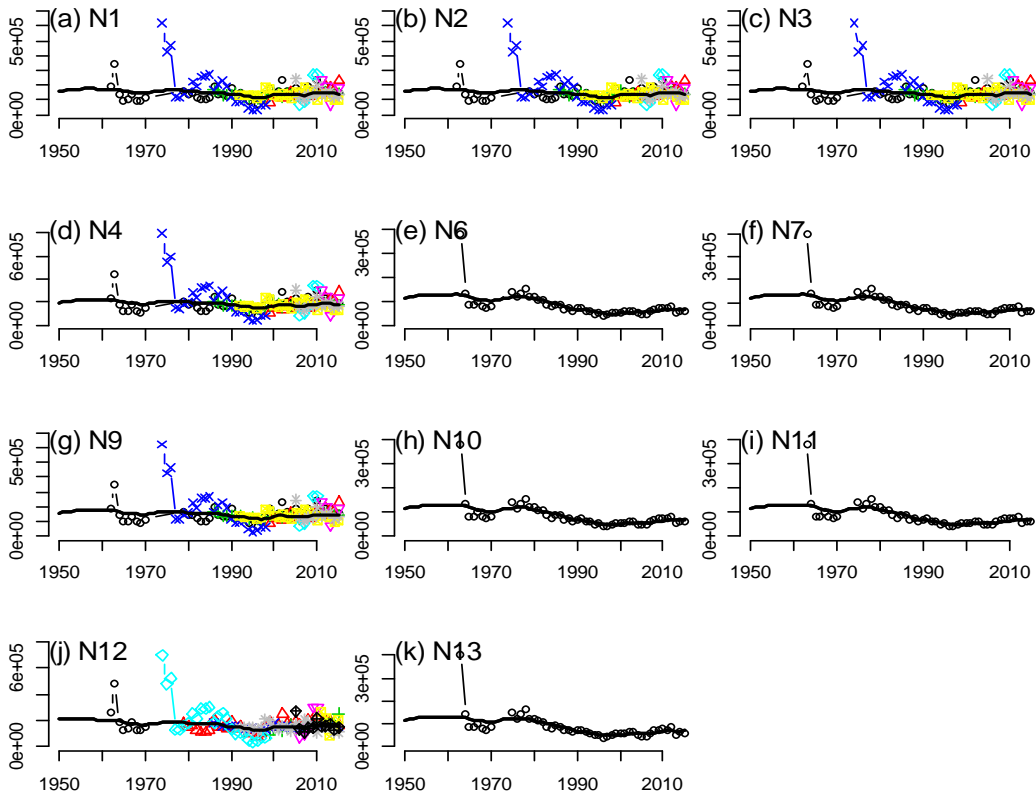 (a) N1 (b) N2 (c) N3
5e+05 5e+05 5e+05
0e+00 0e+00 0e+00
1950 1970 1990 2010 1950 1970 1990 2010 1950 1970 1990 2010
(d) N4 (e) N6 (f) N7
6e+05 3e+05 3e+05
0e+00 0e+00 0e+00
1950 1970 1990 2010 1950 1970 1990 2010 1950 1970 1990 2010
(g) N9 (h) N10 (i) N11
5e+05 3e+05 3e+05
0e+00 0e+00 0e+00
1950 1970 1990 2010 1950 1970 1990 2010 1950 1970 1990 2010
(j) N12 (k) N13
6e+05 3e+05
0e+00 0e+00
1950 1970 1990 2010 1950 1970 1990 2010